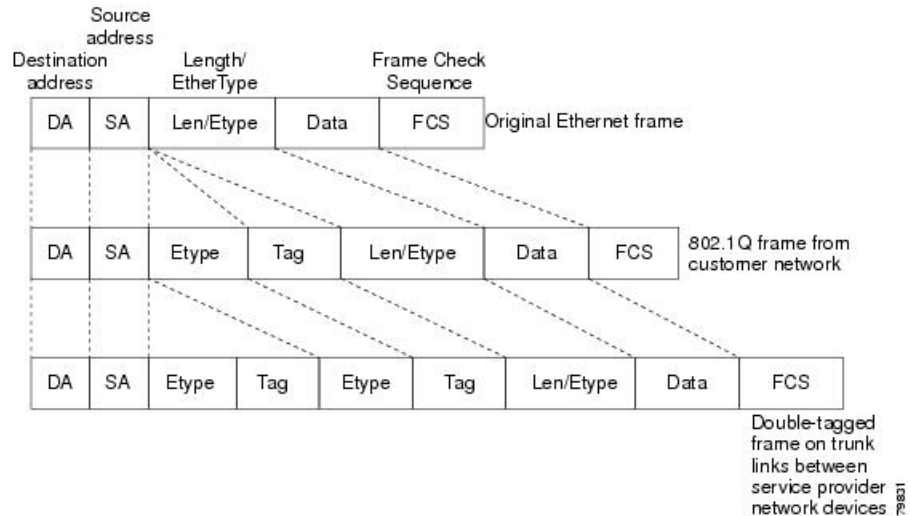 Source
address
Destination
address
Length/
EtherType
Frame Check
Sequence
DA SA Len/Etype Data FCS Original Ethernet frame
DA SA Etype Tag Len/Etype Data FCS 802.1Q frame from
customer network
DA SA Etype Tag Etype Tag Len/Etype Data FCS
Double-tagged
frame on trunk
links between
service provider
network devices
79831